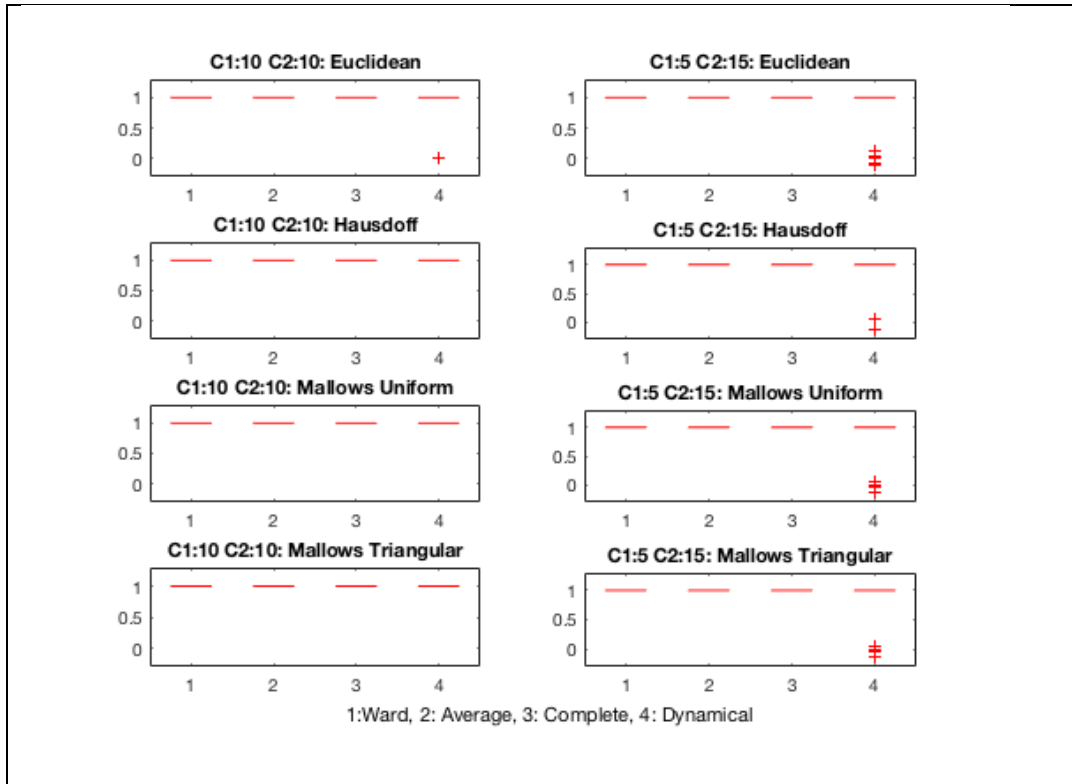 C1:10 C2:10: Euclidean
1
0.5
0
1 2 3 4
C1:5 C2:15: Euclidean
1
0.5
0
1 2 3 4
C1:10 C2:10: Hausdoff
1
0.5
0
1 2 3 4
C1:5 C2:15: Hausdoff
1
0.5
0
1 2 3 4
C1:10 C2:10: Mallows Uniform
1
0.5
0
1 2 3 4
C1:5 C2:15: Mallows Uniform
1
0.5
0
1 2 3 4
C1:10 C2:10: Mallows Triangular
1
0.5
0
1 2 3 4
C1:5 C2:15: Mallows Triangular
1
0.5
0
1 2 3 4
1:Ward, 2: Average, 3: Complete, 4: Dynamical